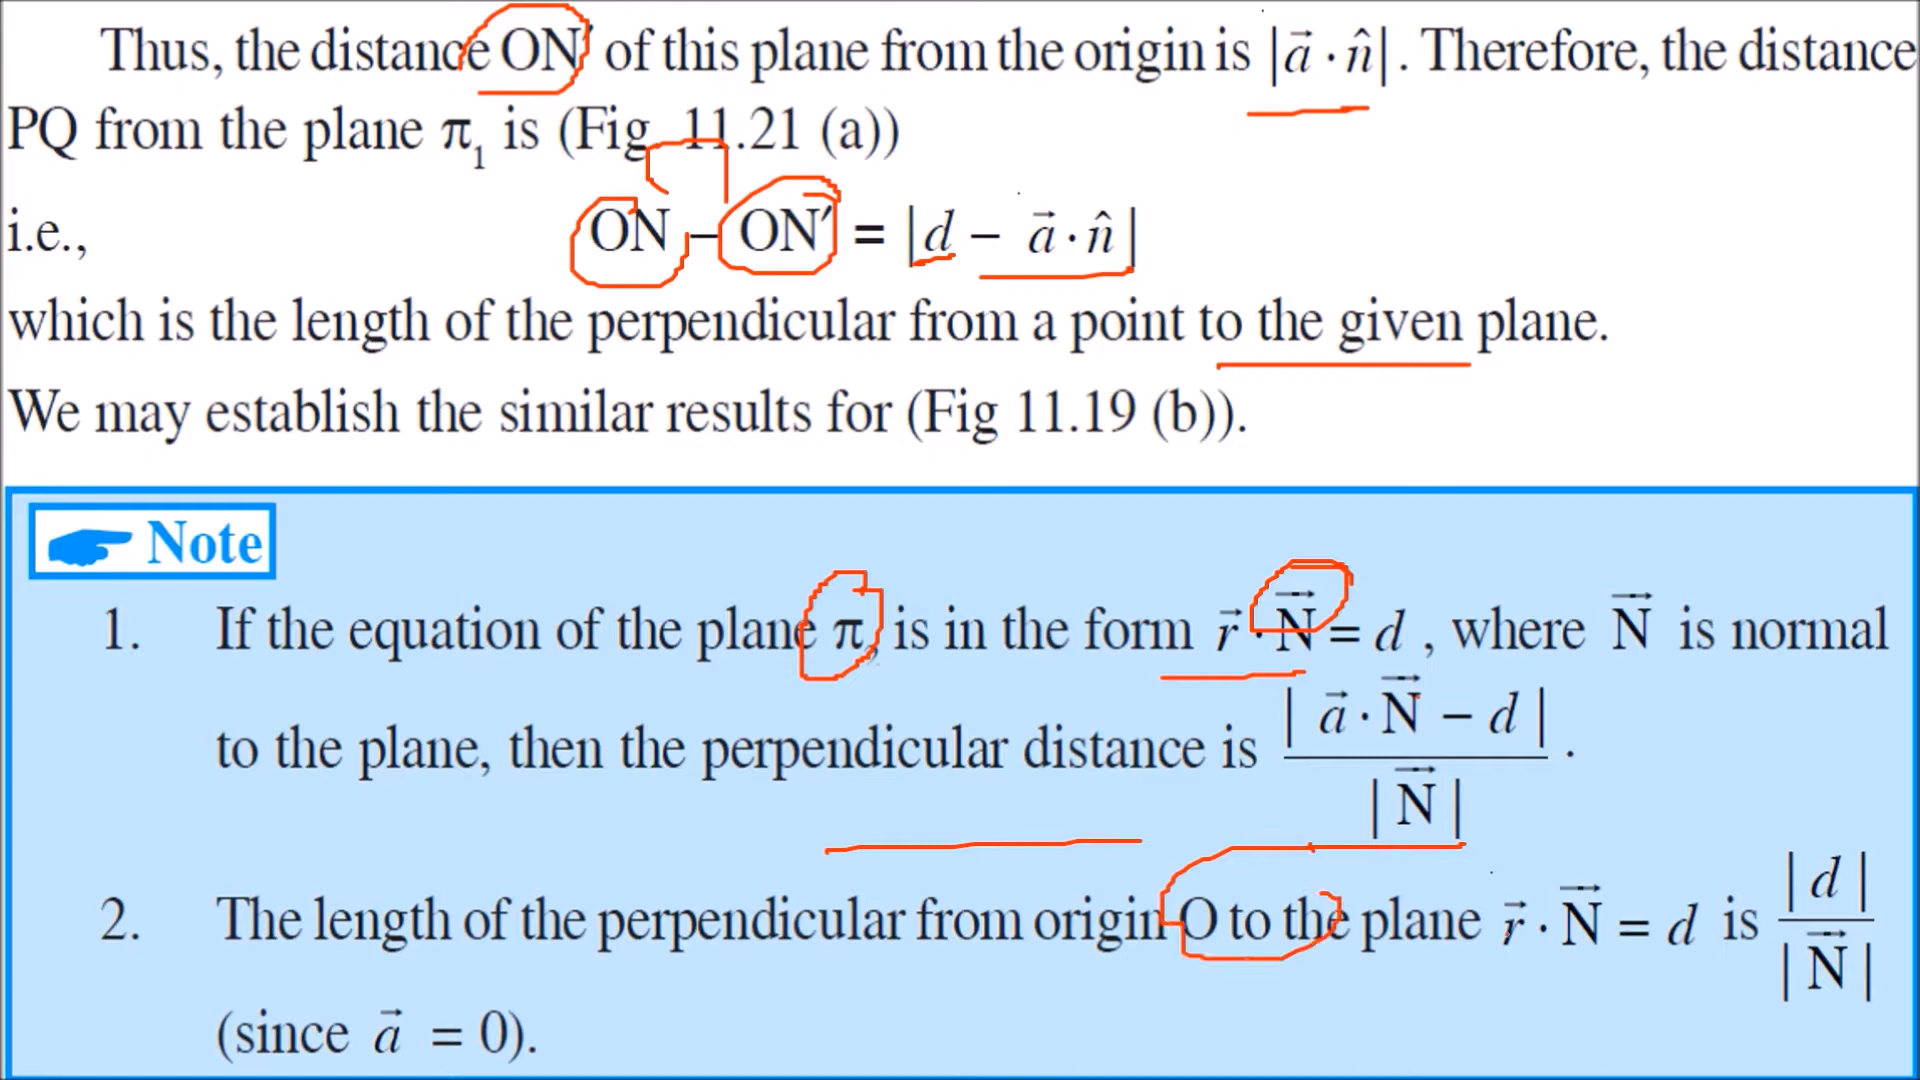 Thus, the distance ON′ of this plane from the origin is |a⃗ · n̂|. Therefore, the distance
PQ from the plane π₁ is (Fig 11.21 (a))
i.e., ON – ON′ = |d – a⃗ · n̂|
which is the length of the perpendicular from a point to the given plane.
We may establish the similar results for (Fig 11.19 (b)).
Note
1. If the equation of the plane π₂ is in the form r⃗ · N⃗ = d , where N⃗ is normal
to the plane, then the perpendicular distance is | a⃗ · N⃗ – d | / | N⃗ | .
2. The length of the perpendicular from origin O to the plane r⃗ · N⃗ = d is | d | / | N⃗ |
(since a⃗ = 0).